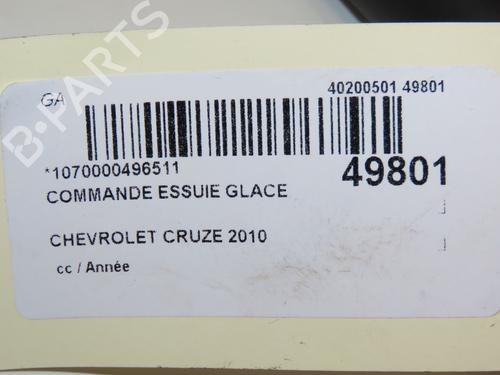 B-PARTS
GA
40200501 49801
*1070000496511
49801
COMMANDE ESSUIE GLACE
CHEVROLET CRUZE 2010
cc / Année